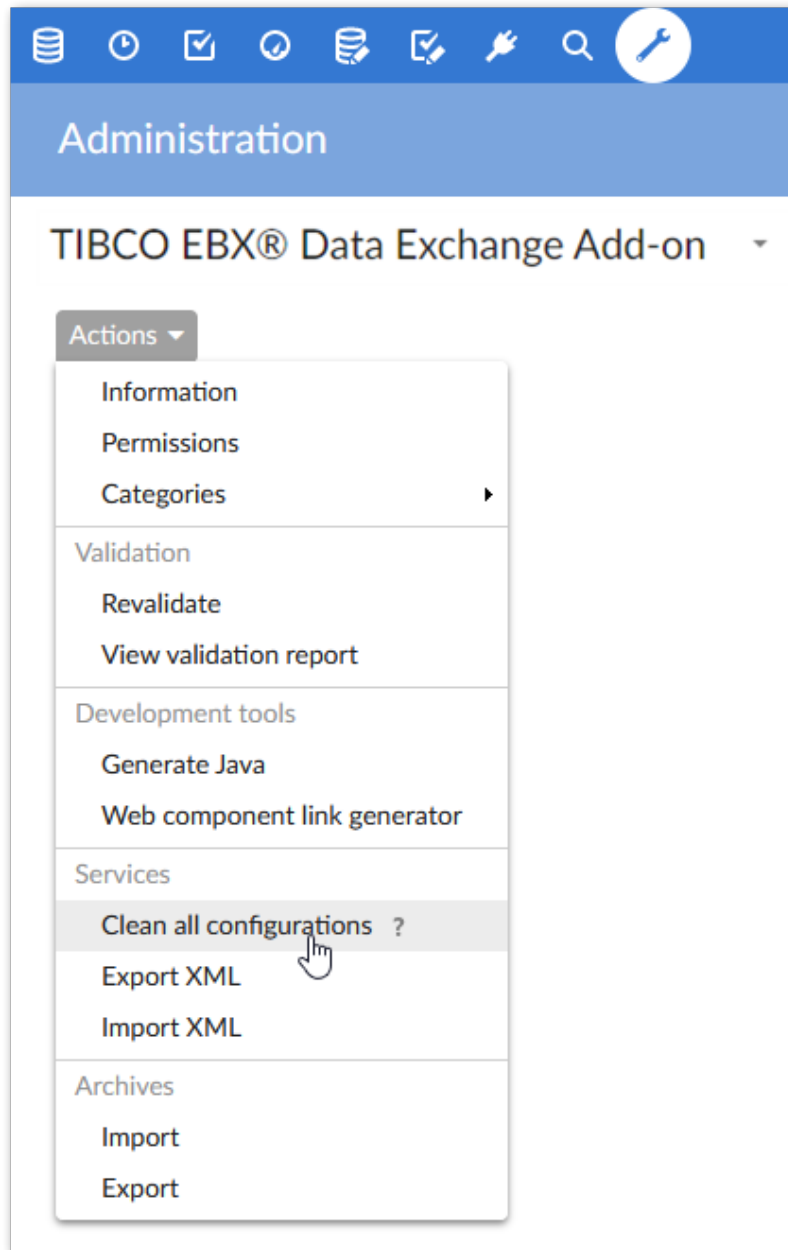 Administration
TIBCO EBX® Data Exchange Add-on
Actions
Information
Permissions
Categories
Validation
Revalidate
View validation report
Development tools
Generate Java
Web component link generator
Services
Clean all configurations ?
Export XML
Import XML
Archives
Import
Export